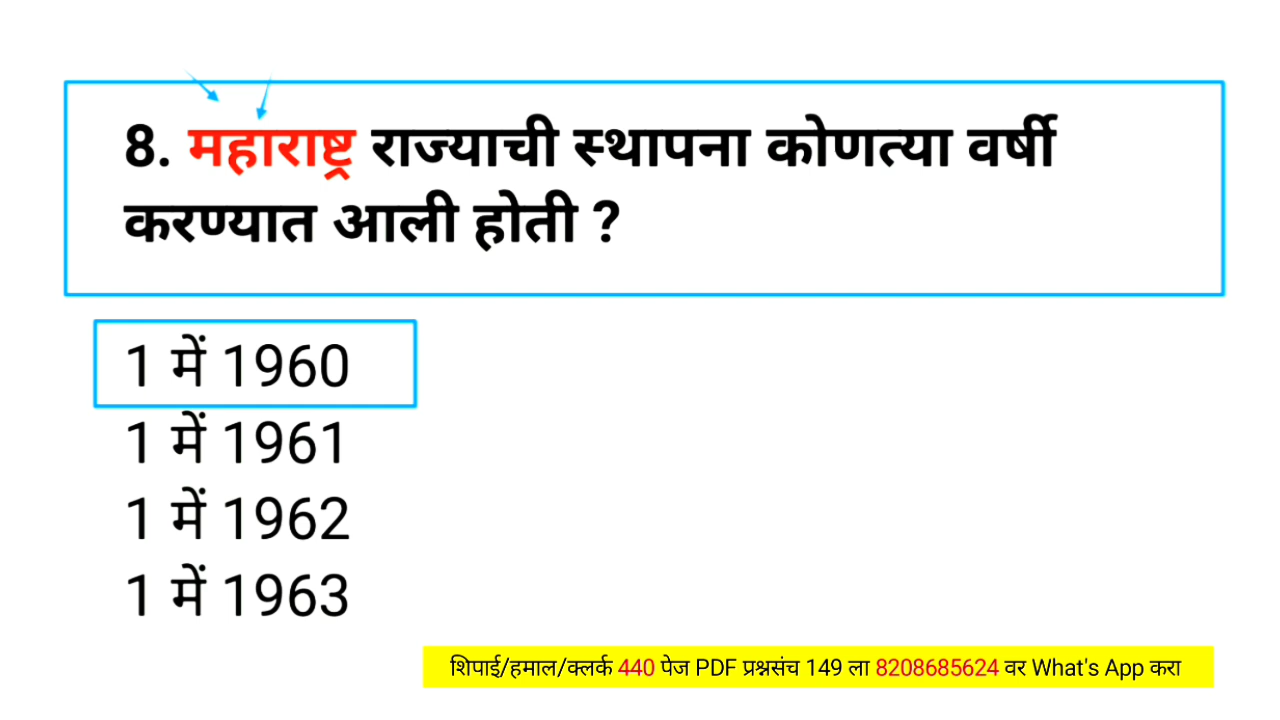 8. महाराष्ट्र राज्याची स्थापना कोणत्या वर्षी
करण्यात आली होती ?
1 में 1960
1 में 1961
1 में 1962
1 में 1963
शिपाई/हमाल/क्लर्क 440 पेज PDF प्रश्नसंच 149 ला 8208685624 वर What's App करा